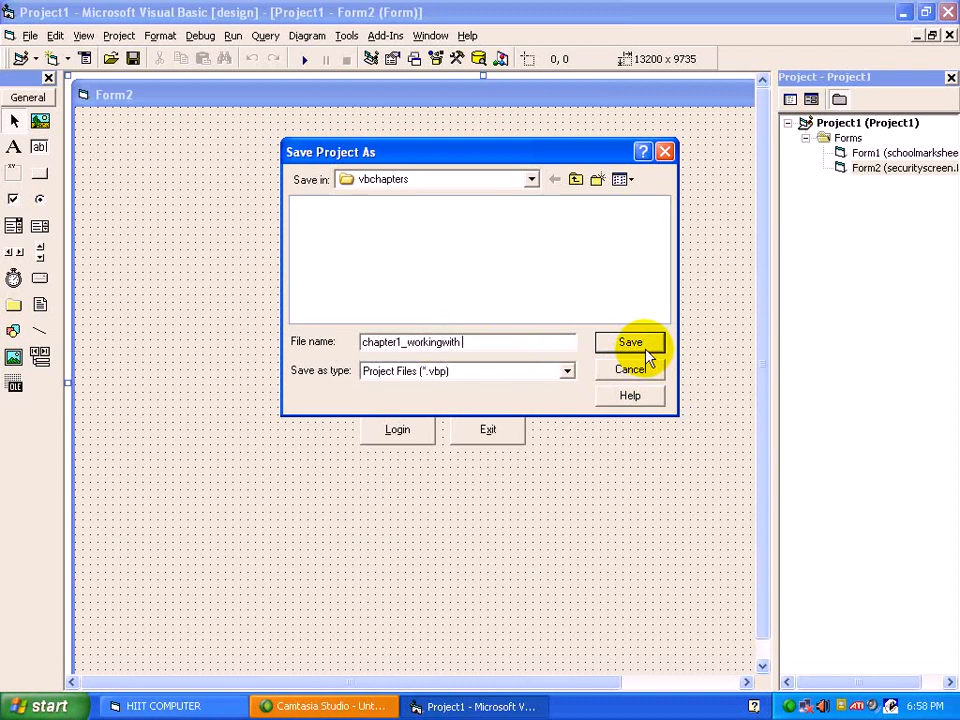 Project1 - Microsoft Visual Basic [design] - [Project1 - Form2 (Form)]
File Edit View Project Format Debug Run Query Diagram Tools Add-Ins Window Help
0, 0 13200 x 9735
General
Form2
Project - Project1
Project1 (Project1)
Forms
Form1 (schoolmarkshee
Form2 (securityscreen.f
Save Project As
Save in: vbchapters
File name: chapter1_workingwith
Save
Save as type: Project Files (*.vbp)
Cancel
Help
Login Exit
start HIIT COMPUTER Camtasia Studio - Unt... Project1 - Microsoft V... 6:58 PM